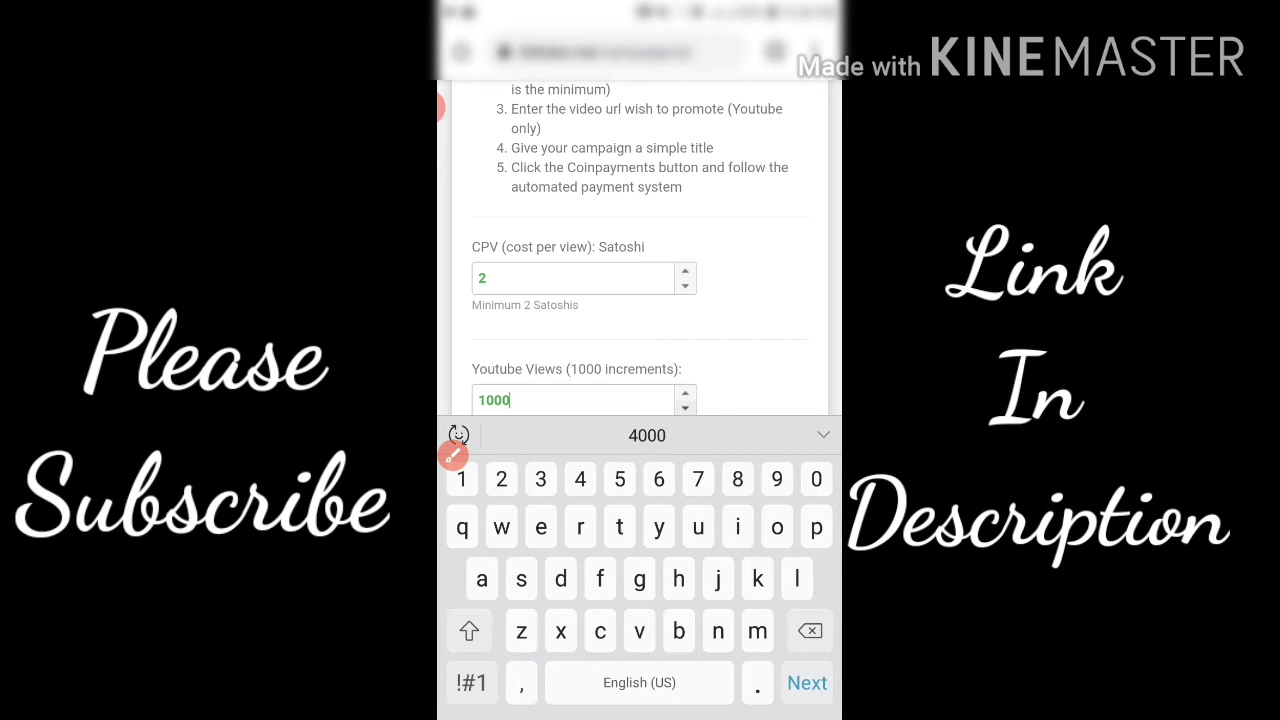 Made with KINEMASTER
is the minimum)
3. Enter the video url wish to promote (Youtube
only)
4. Give your campaign a simple title
5. Click the Coinpayments button and follow the
automated payment system
CPV (cost per view): Satoshi
2
Minimum 2 Satoshis
Youtube Views (1000 increments):
1000
4000
1 2 3 4 5 6 7 8 9 0
q w e r t y u i o p
a s d f g h j k l
z x c v b n m
!#1 , English (US) . Next
Please
Subscribe
Link
In
Description